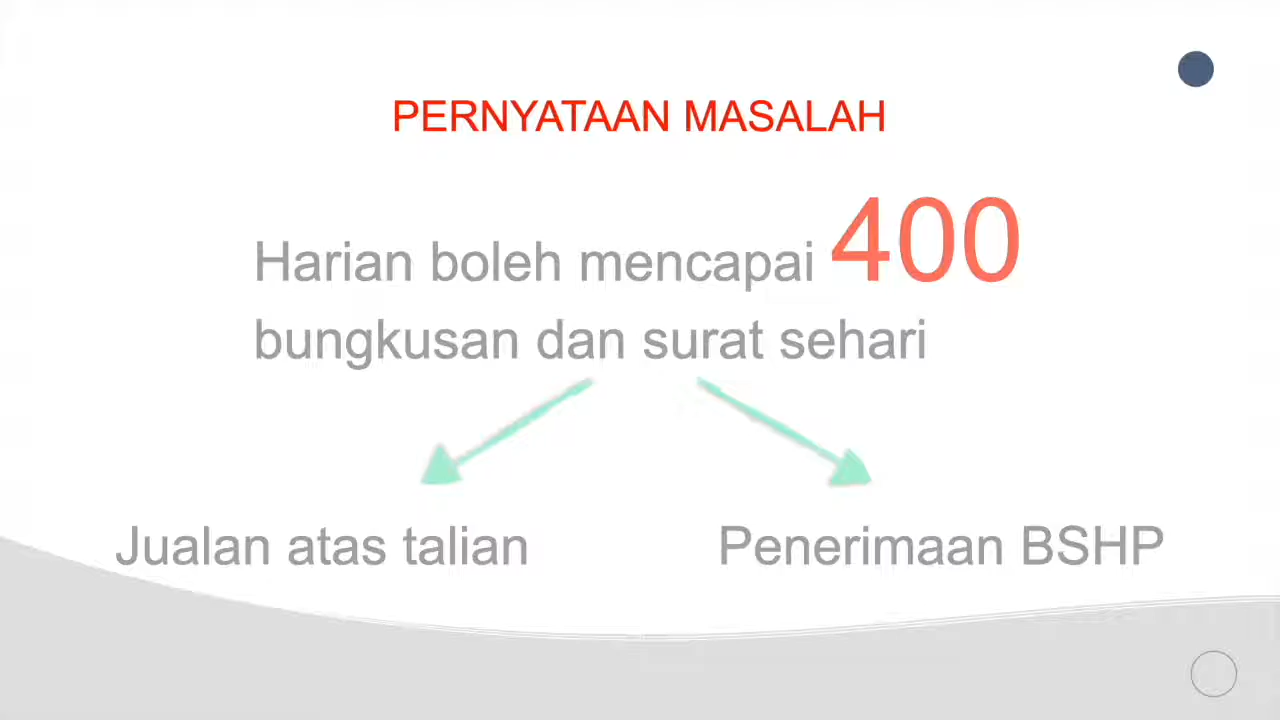 PERNYATAAN MASALAH
Harian boleh mencapai 400
bungkusan dan surat sehari
Jualan atas talian
Penerimaan BSHP